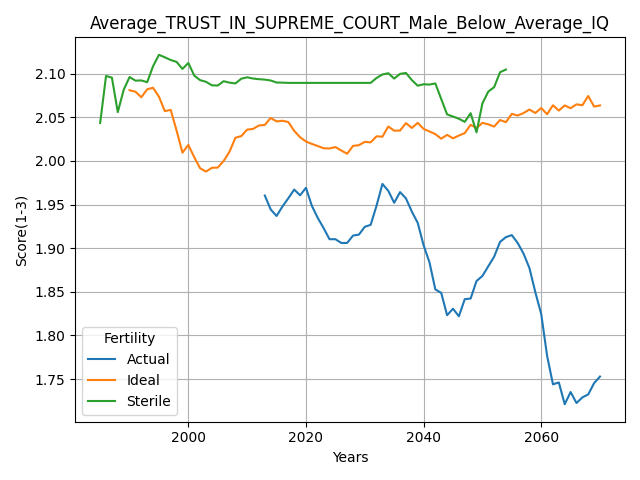 Average_TRUST_IN_SUPREME_COURT_Male_Below_Average_IQ
Score(1-3)
2.10
2.05
2.00
1.95
1.90
1.85
1.80
1.75
Fertility
Actual
Ideal
Sterile
2000 2020 2040 2060
Years